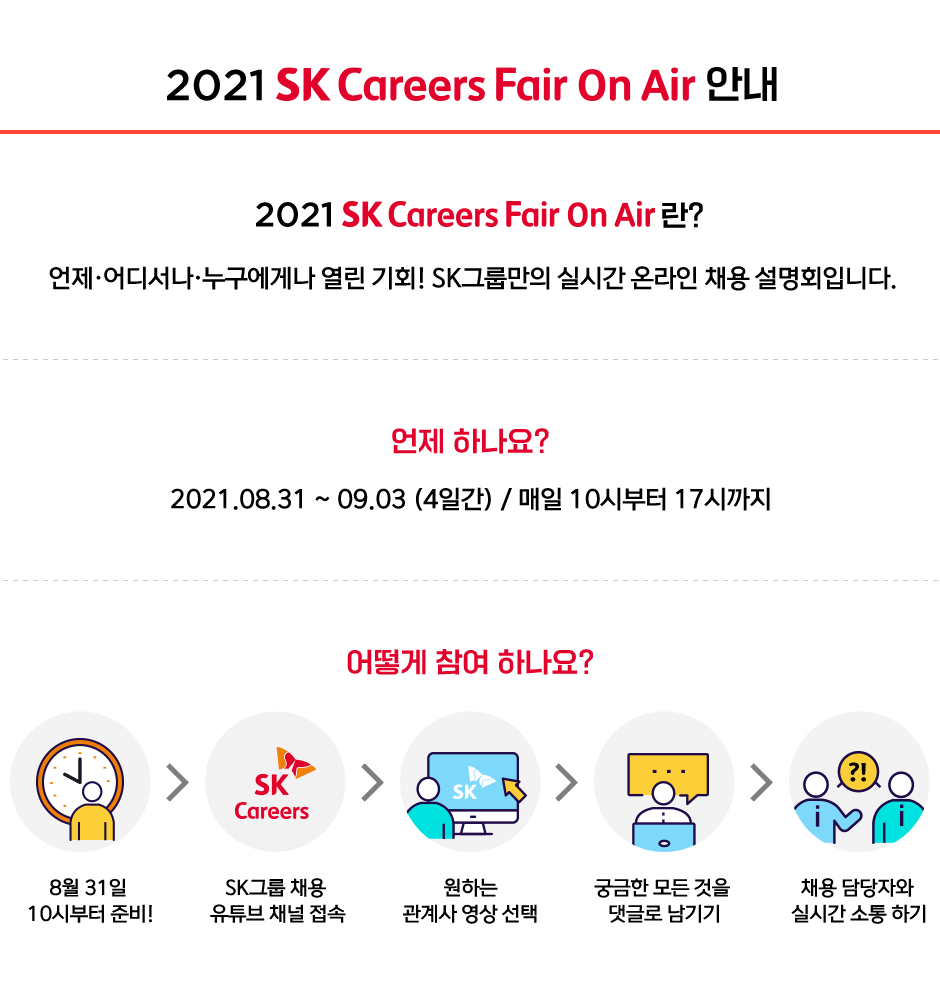 2021 SK Careers Fair On Air 안내
2021 SK Careers Fair On Air 란?
언제·어디서나·누구에게나 열린 기회! SK그룹만의 실시간 온라인 채용 설명회입니다.
언제 하나요?
2021.08.31 ~ 09.03 (4일간) / 매일 10시부터 17시까지
어떻게 참여 하나요?
SK
Careers
SK
?!
8월 31일
10시부터 준비!
SK그룹 채용
유튜브 채널 접속
원하는
관계사 영상 선택
궁금한 모든 것을
댓글로 남기기
채용 담당자와
실시간 소통 하기